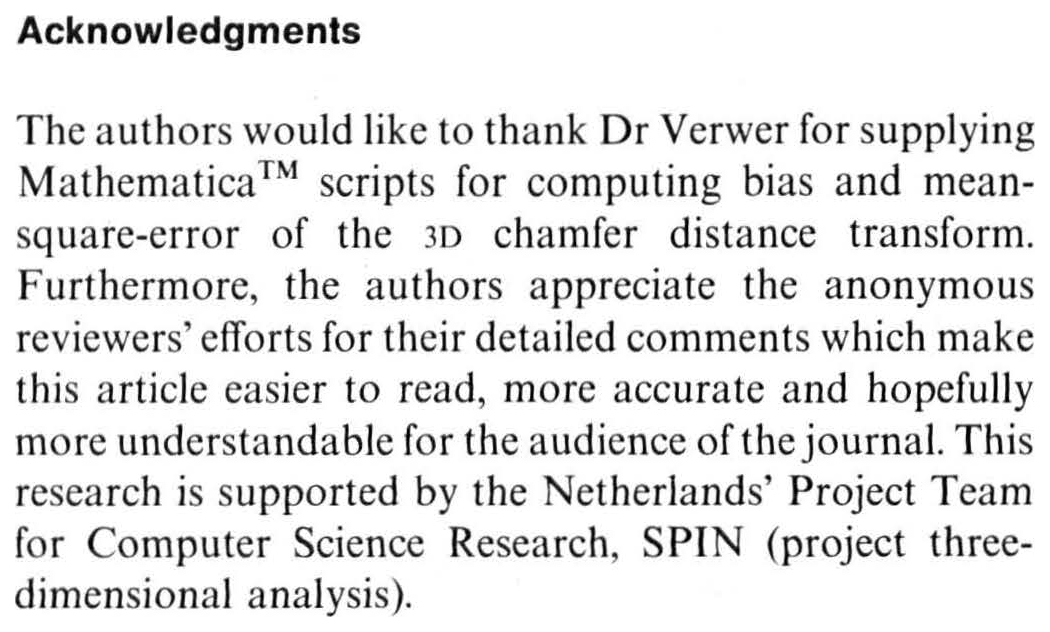 Acknowledgments
The authors would like to thank Dr Verwer for supplying
Mathematica™ scripts for computing bias and mean-
square-error of the 3D chamfer distance transform.
Furthermore, the authors appreciate the anonymous
reviewers' efforts for their detailed comments which make
this article easier to read, more accurate and hopefully
more understandable for the audience of the journal. This
research is supported by the Netherlands' Project Team
for Computer Science Research, SPIN (project three-
dimensional analysis).